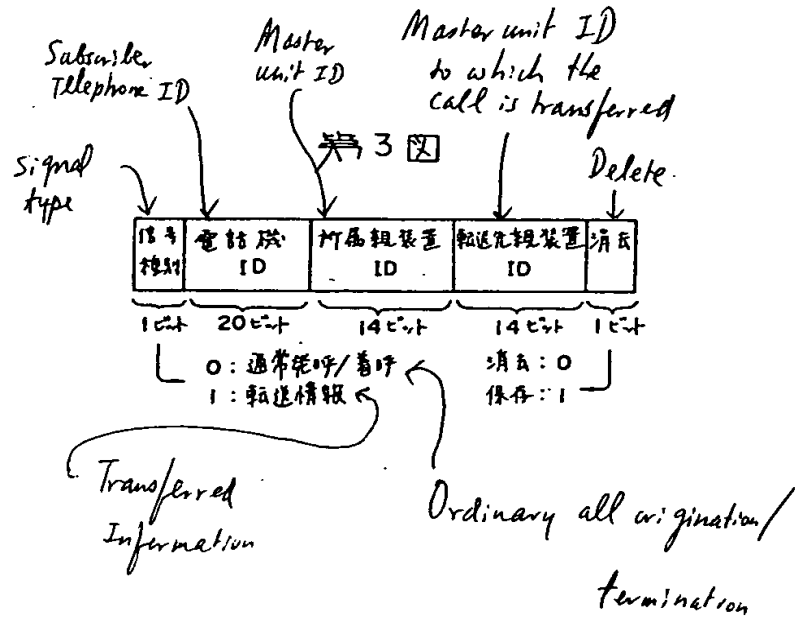 Subscriber
Telephone ID
Master
unit ID
Master unit ID
to which the
call is transferred
第3図
Signal
type
Delete.
信号
種別
電話機
ID
所属親装置
ID
転送先親装置
ID
消去
1ビット
20ビット
14ビット
14ビット
1ビット
0:通常発呼/着呼
1:転送情報
消去:0
保存:1
Transferred
Information
Ordinary all origination/
termination